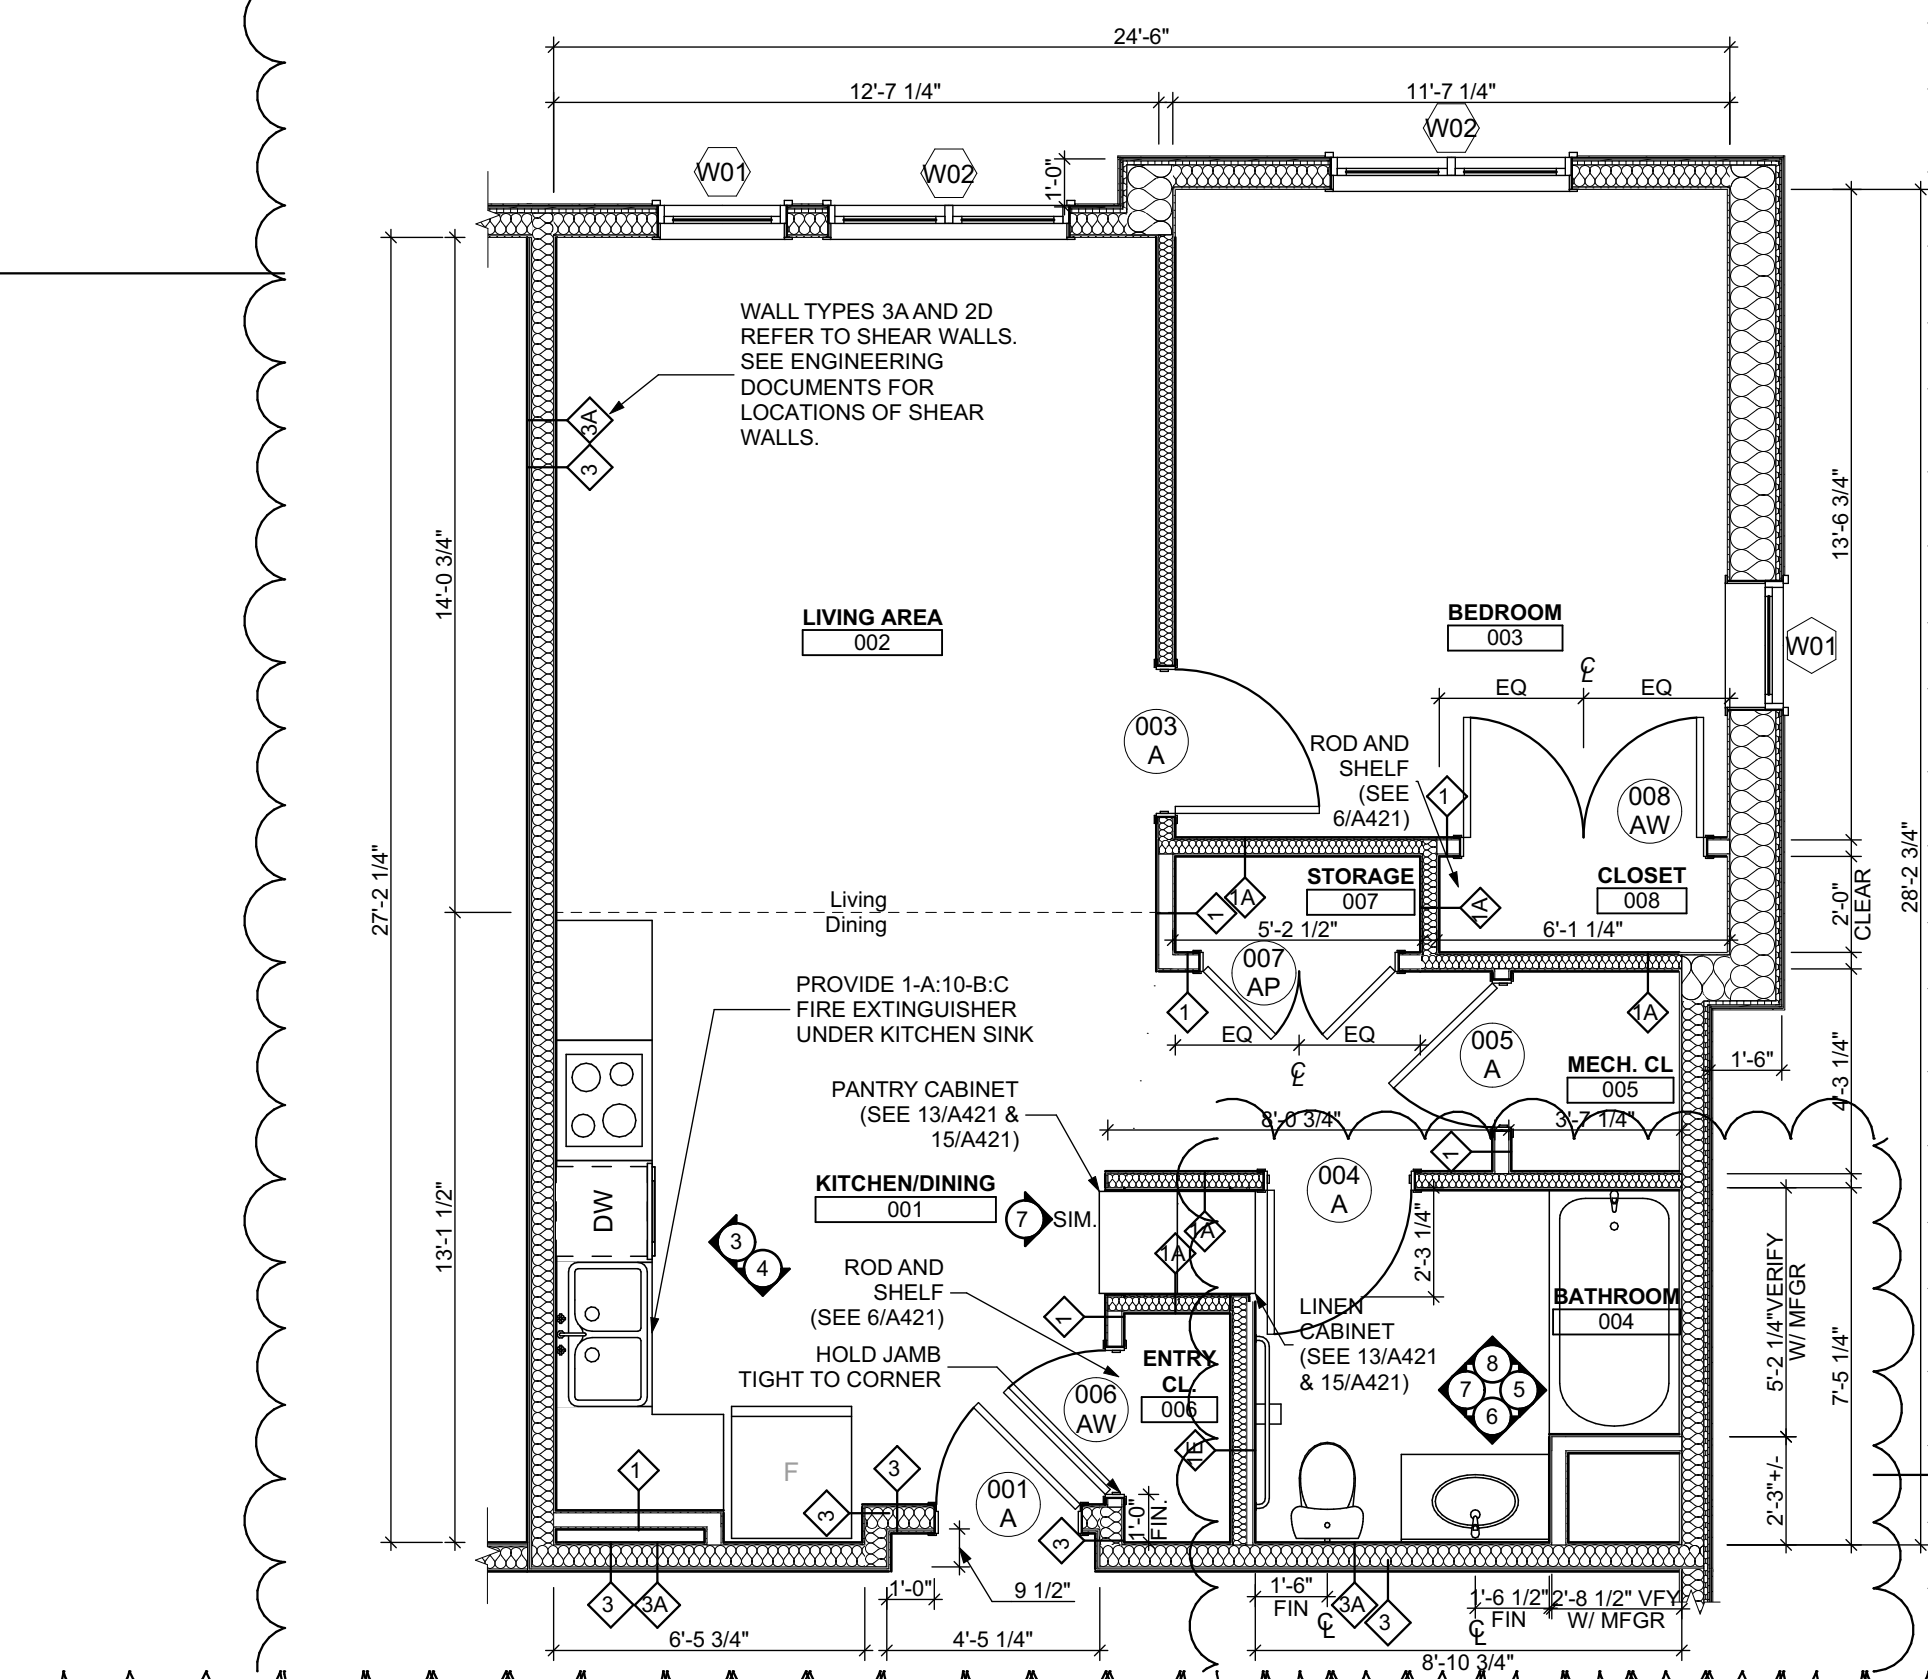 24'-6"
12'-7 1/4"
11'-7 1/4"
W02
W01
W02
1'-0"
WALL TYPES 3A AND 2D
REFER TO SHEAR WALLS.
SEE ENGINEERING
DOCUMENTS FOR
LOCATIONS OF SHEAR
WALLS.
3A
3
14'-0 3/4"
27'-2 1/4"
13'-1 1/2"
LIVING AREA
002
BEDROOM
003
13'-6 3/4"
W01
℄
EQ
EQ
003
A
ROD AND
SHELF
(SEE
6/A421)
1
008
AW
STORAGE
007
CLOSET
008
1A
1
1A
5'-2 1/2"
6'-1 1/4"
2'-0"
CLEAR
28'-2 3/4"
Living
Dining
007
AP
1
1A
EQ
EQ
℄
PROVIDE 1-A:10-B:C
FIRE EXTINGUISHER
UNDER KITCHEN SINK
005
A
MECH. CL
005
1'-6"
4'-3 1/4"
PANTRY CABINET
(SEE 13/A421 &
15/A421)
8'-0 3/4"
3'-7 1/4"
1
KITCHEN/DINING
001
7
SIM.
004
A
1A
1A
2'-3 1/4"
DW
3
4
ROD AND
SHELF
(SEE 6/A421)
1
LINEN
CABINET
(SEE 13/A421
& 15/A421)
BATHROOM
004
5'-2 1/4"VERIFY
W/ MFGR
7'-5 1/4"
HOLD JAMB
TIGHT TO CORNER
ENTRY
CL.
006
006
AW
8
7
5
6
1E
F
1
3
3
001
A
1'-0"
FIN.
3
2'-3"+/-
3
3A
1'-0"
9 1/2"
1'-6"
FIN
℄
3A
3
1'-6 1/2"
FIN
℄
2'-8 1/2" VFY
W/ MFGR
6'-5 3/4"
4'-5 1/4"
8'-10 3/4"